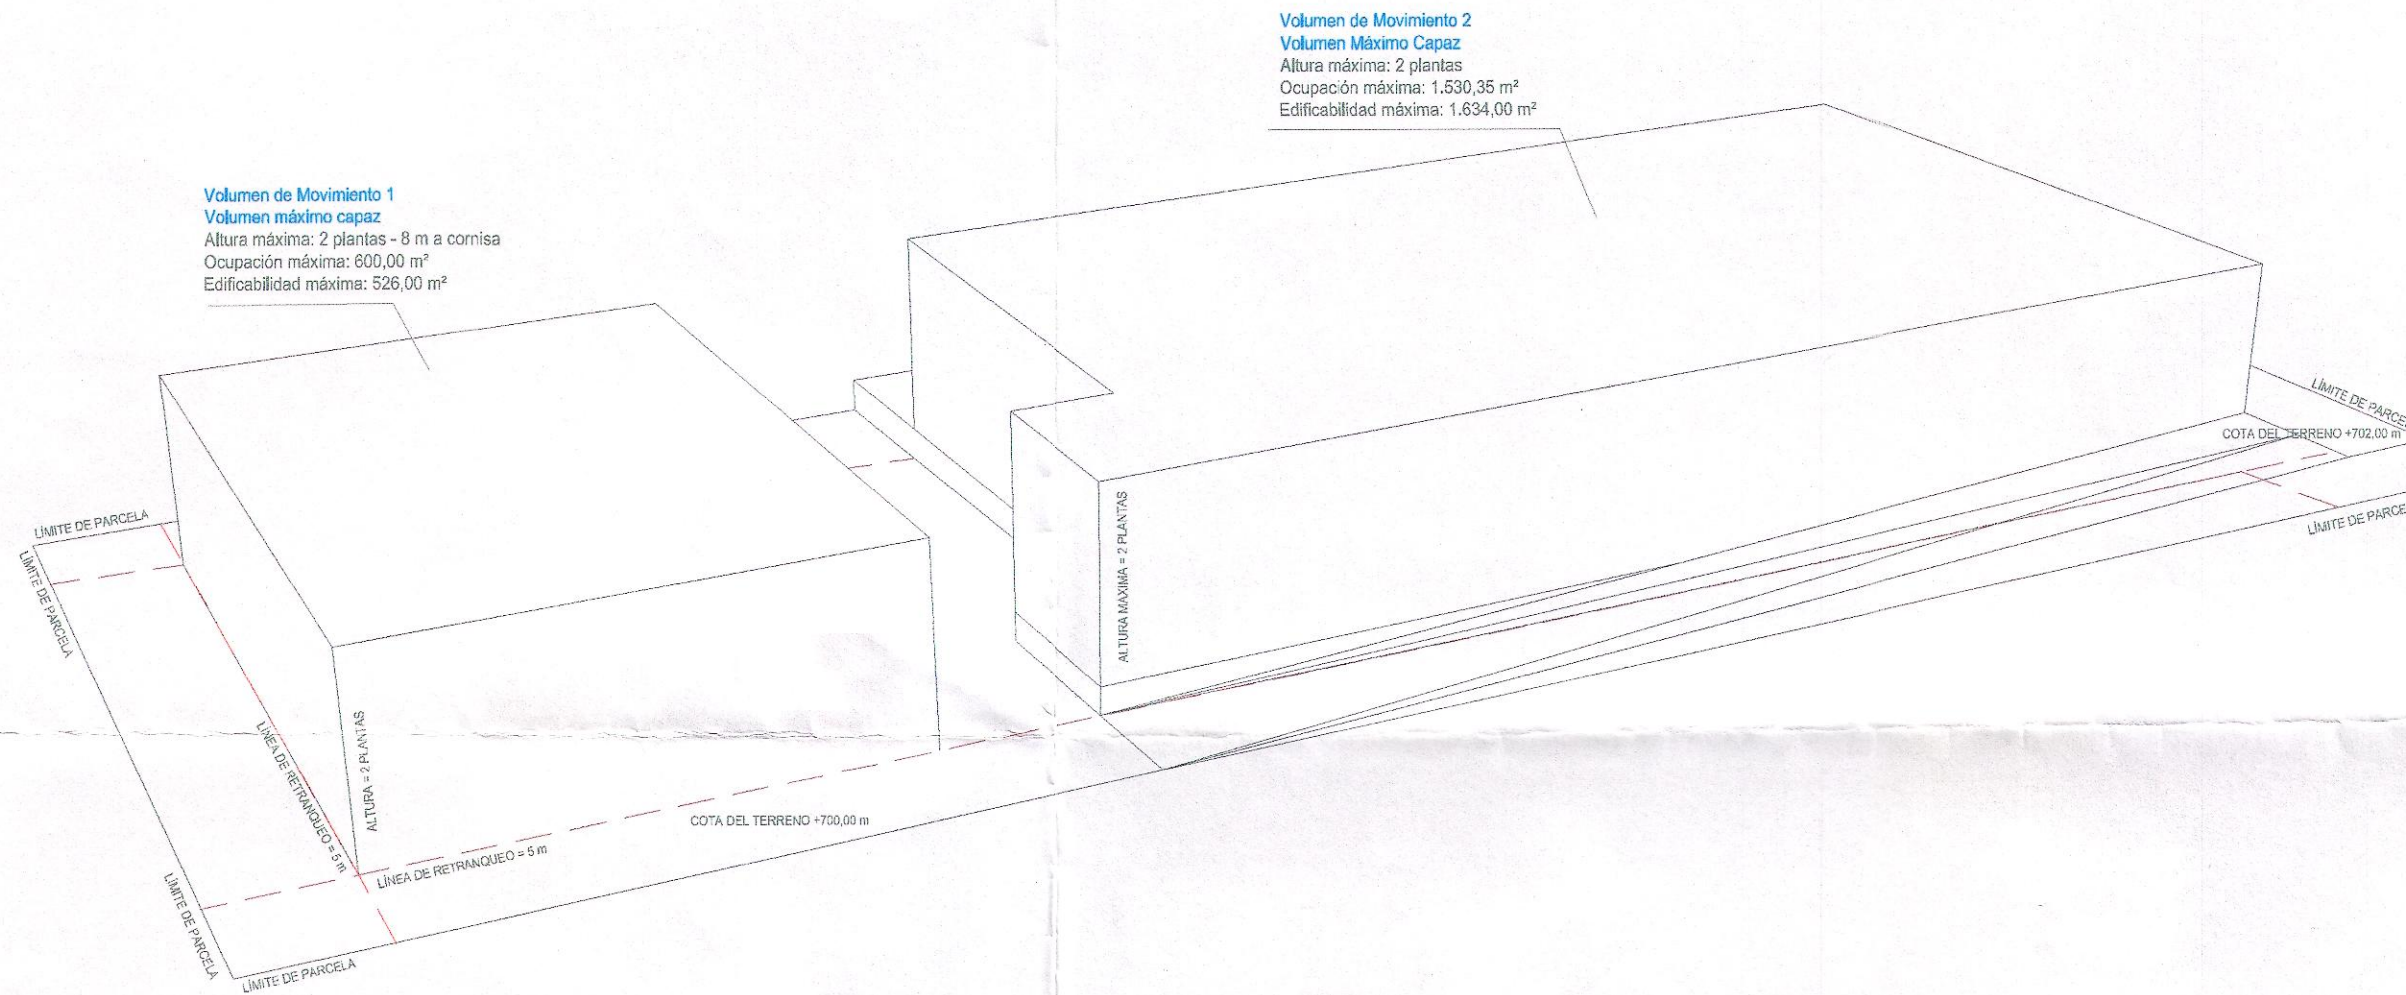 Volumen de Movimiento 2
Volumen Máximo Capaz
Altura máxima: 2 plantas
Ocupación máxima: 1.530,35 m²
Edificabilidad máxima: 1.634,00 m²
Volumen de Movimiento 1
Volumen máximo capaz
Altura máxima: 2 plantas - 8 m a cornisa
Ocupación máxima: 600,00 m²
Edificabilidad máxima: 526,00 m²
LÍMITE DE PARCE
COTA DEL TERRENO +702,00 m
LÍMITE DE PARCE
LÍMITE DE PARCELA
LÍMITE DE PARCELA
ALTURA MAXIMA = 2 PLANTAS
LÍNEA DE RETRANQUEO = 5 m
ALTURA = 2 PLANTAS
COTA DEL TERRENO +700,00 m
LÍNEA DE RETRANQUEO = 5 m
LÍMITE DE PARCELA
LÍMITE DE PARCELA